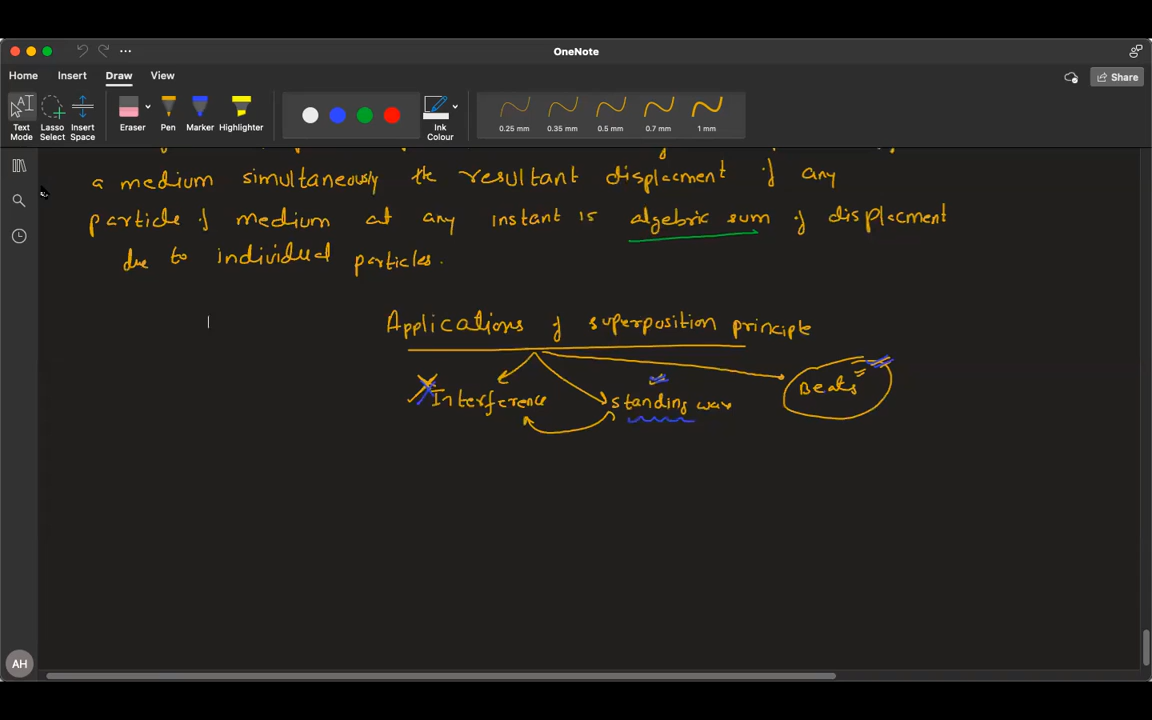 OneNote
Home Insert Draw View
Share
Text Mode
Lasso Select
Insert Space
Eraser
Pen
Marker
Highlighter
Ink Colour
0.25 mm
0.35 mm
0.5 mm
0.7 mm
1 mm
a medium simultaneously the resultant displacment of any
particle of medium at any instant is algebric sum of displacment
due to individual particles.
Applications of superposition principle
Interference standing wave Beats
AH